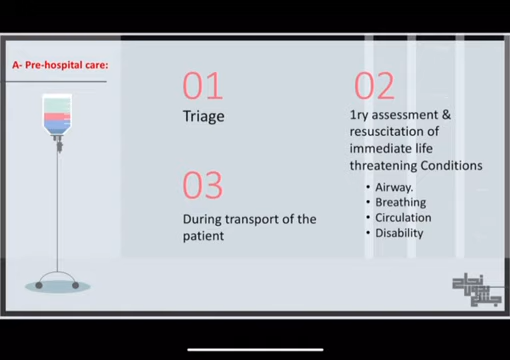 A- Pre-hospital care:
01
Triage
02
1ry assessment &
resuscitation of
immediate life
threatening Conditions
• Airway.
• Breathing
• Circulation
• Disability
03
During transport of the
patient